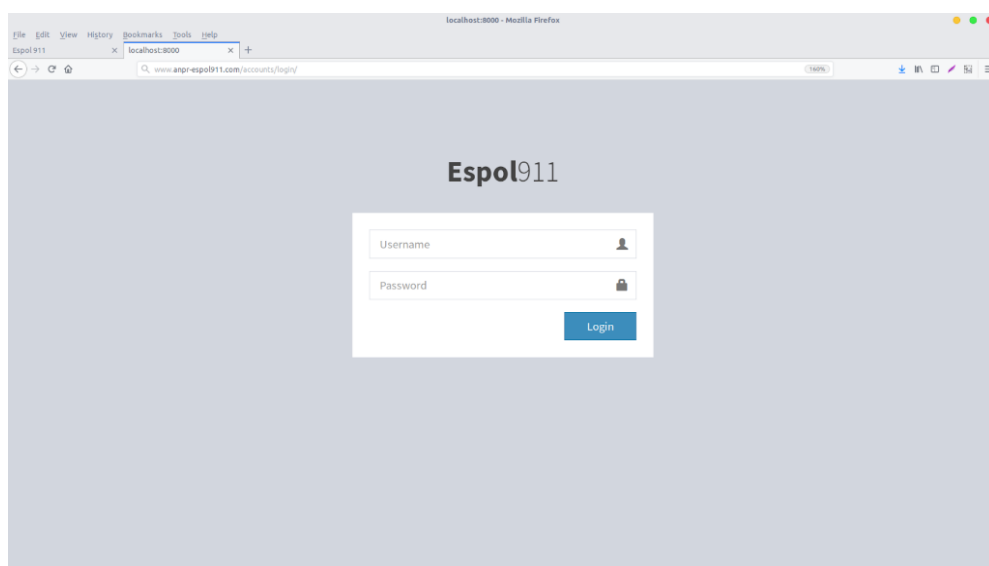 localhost:8000 - Mozilla Firefox
File Edit View History Bookmarks Tools Help
Espol 911 × localhost:8000 × +
www.anpr-espol911.com/accounts/login/ 160%
Espol911
Username
Password
Login